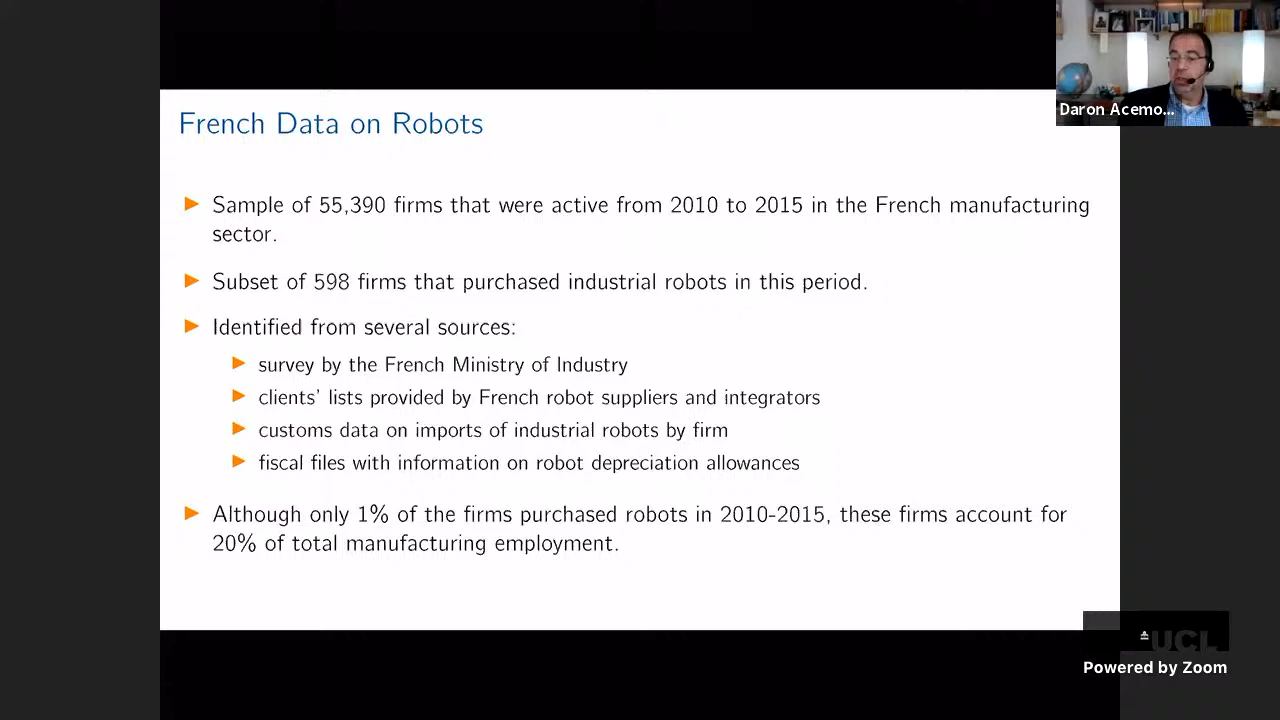 Daron Acemo...
French Data on Robots
Sample of 55,390 firms that were active from 2010 to 2015 in the French manufacturing
sector.
Subset of 598 firms that purchased industrial robots in this period.
Identified from several sources:
survey by the French Ministry of Industry
clients' lists provided by French robot suppliers and integrators
customs data on imports of industrial robots by firm
fiscal files with information on robot depreciation allowances
Although only 1% of the firms purchased robots in 2010-2015, these firms account for
20% of total manufacturing employment.
UCL
Powered by Zoom